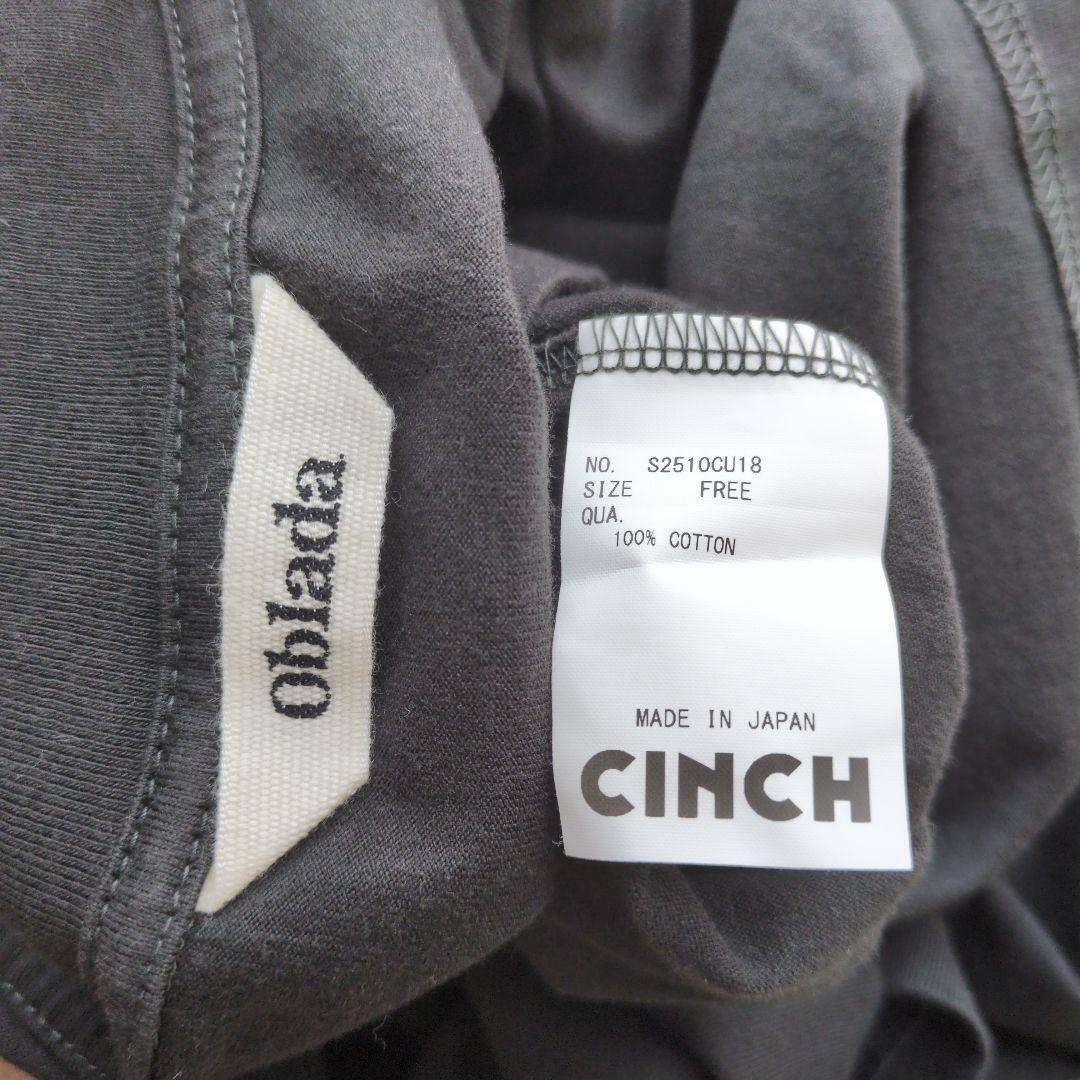 Oblada.
NO. S2510CU18
SIZE FREE
QUA.
100% COTTON
MADE IN JAPAN
CINCH